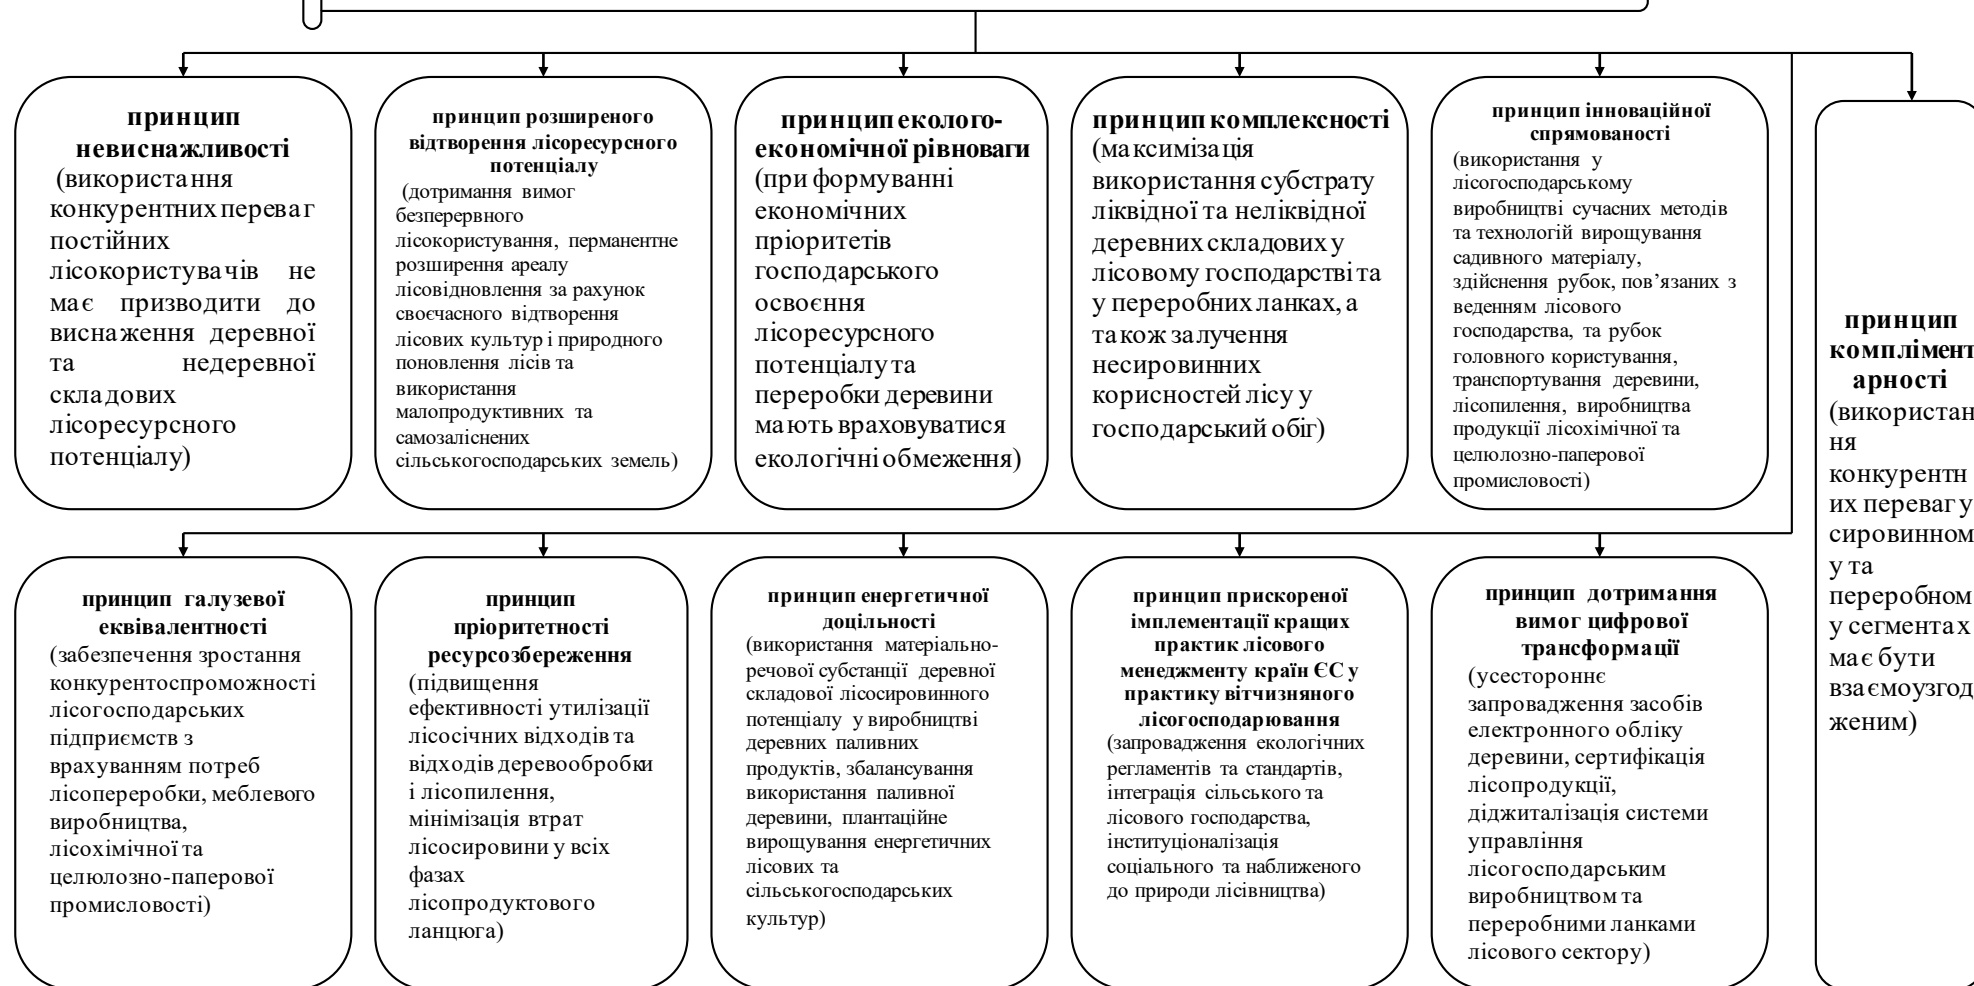 принцип
невиснажливості
(використання
конкурентних переваг
постійних
лісокористувачів не
має призводити до
виснаження деревної
та недеревної
складових
лісоресурсного
потенціалу)
принцип розширеного
відтворення лісоресурсного
потенціалу
(дотримання вимог
безперервного
лісокористування, перманентне
розширення ареалу
лісовідновлення за рахунок
своєчасного відтворення
лісових культур і природного
поновлення лісів та
використання
малопродуктивних та
самозаліснених
сільськогосподарських земель)
принцип еколого-
економічної рівноваги
(при формуванні
економічних
пріоритетів
господарського
освоєння
лісоресурсного
потенціалу та
переробки деревини
мають враховуватися
екологічні обмеження)
принцип комплексності
(максимізація
використання субстрату
ліквідної та неліквідної
деревних складових у
лісовому господарстві та
у переробних ланках, а
також залучення
несировинних
корисностей лісу у
господарський обіг)
принцип інноваційної
спрямованості
(використання у
лісогосподарському
виробництві сучасних методів
та технологій вирощування
садивного матеріалу,
здійснення рубок, пов’язаних з
веденням лісового
господарства, та рубок
головного користування,
транспортування деревини,
лісопилення, виробництва
продукції лісохімічної та
целюлозно-паперової
промисловості)
принцип
комплімент
арності
(використан
ня
конкурентн
их переваг у
сировинном
у та
переробном
у сегментах
має бути
взаємоузгод
женим)
принцип галузевої
еквівалентності
(забезпечення зростання
конкурентоспроможності
лісогосподарських
підприємств з
врахуванням потреб
лісопереробки, меблевого
виробництва,
лісохімічної та
целюлозно-паперової
промисловості)
принцип
пріоритетності
ресурсозбереження
(підвищення
ефективності утилізації
лісосічних відходів та
відходів деревообробки
і лісопилення,
мінімізація втрат
лісосировини у всіх
фазах
лісопродуктового
ланцюга)
принцип енергетичної
доцільності
(використання матеріально-
речової субстанції деревної
складової лісосировинного
потенціалу у виробництві
деревних паливних
продуктів, збалансування
використання паливної
деревини, плантаційне
вирощування енергетичних
лісових та
сільськогосподарських
культур)
принцип прискореної
імплементації кращих
практик лісового
менеджменту країн ЄС у
практику вітчизняного
лісогосподарювання
(запровадження екологічних
регламентів та стандартів,
інтеграція сільського та
лісового господарства,
інституціоналізація
соціального та наближеного
до природи лісівництва)
принцип дотримання
вимог цифрової
трансформації
(усестороннє
запровадження засобів
електронного обліку
деревини, сертифікація
лісопродукції,
діджиталізація системи
управління
лісогосподарським
виробництвом та
переробними ланками
лісового сектору)